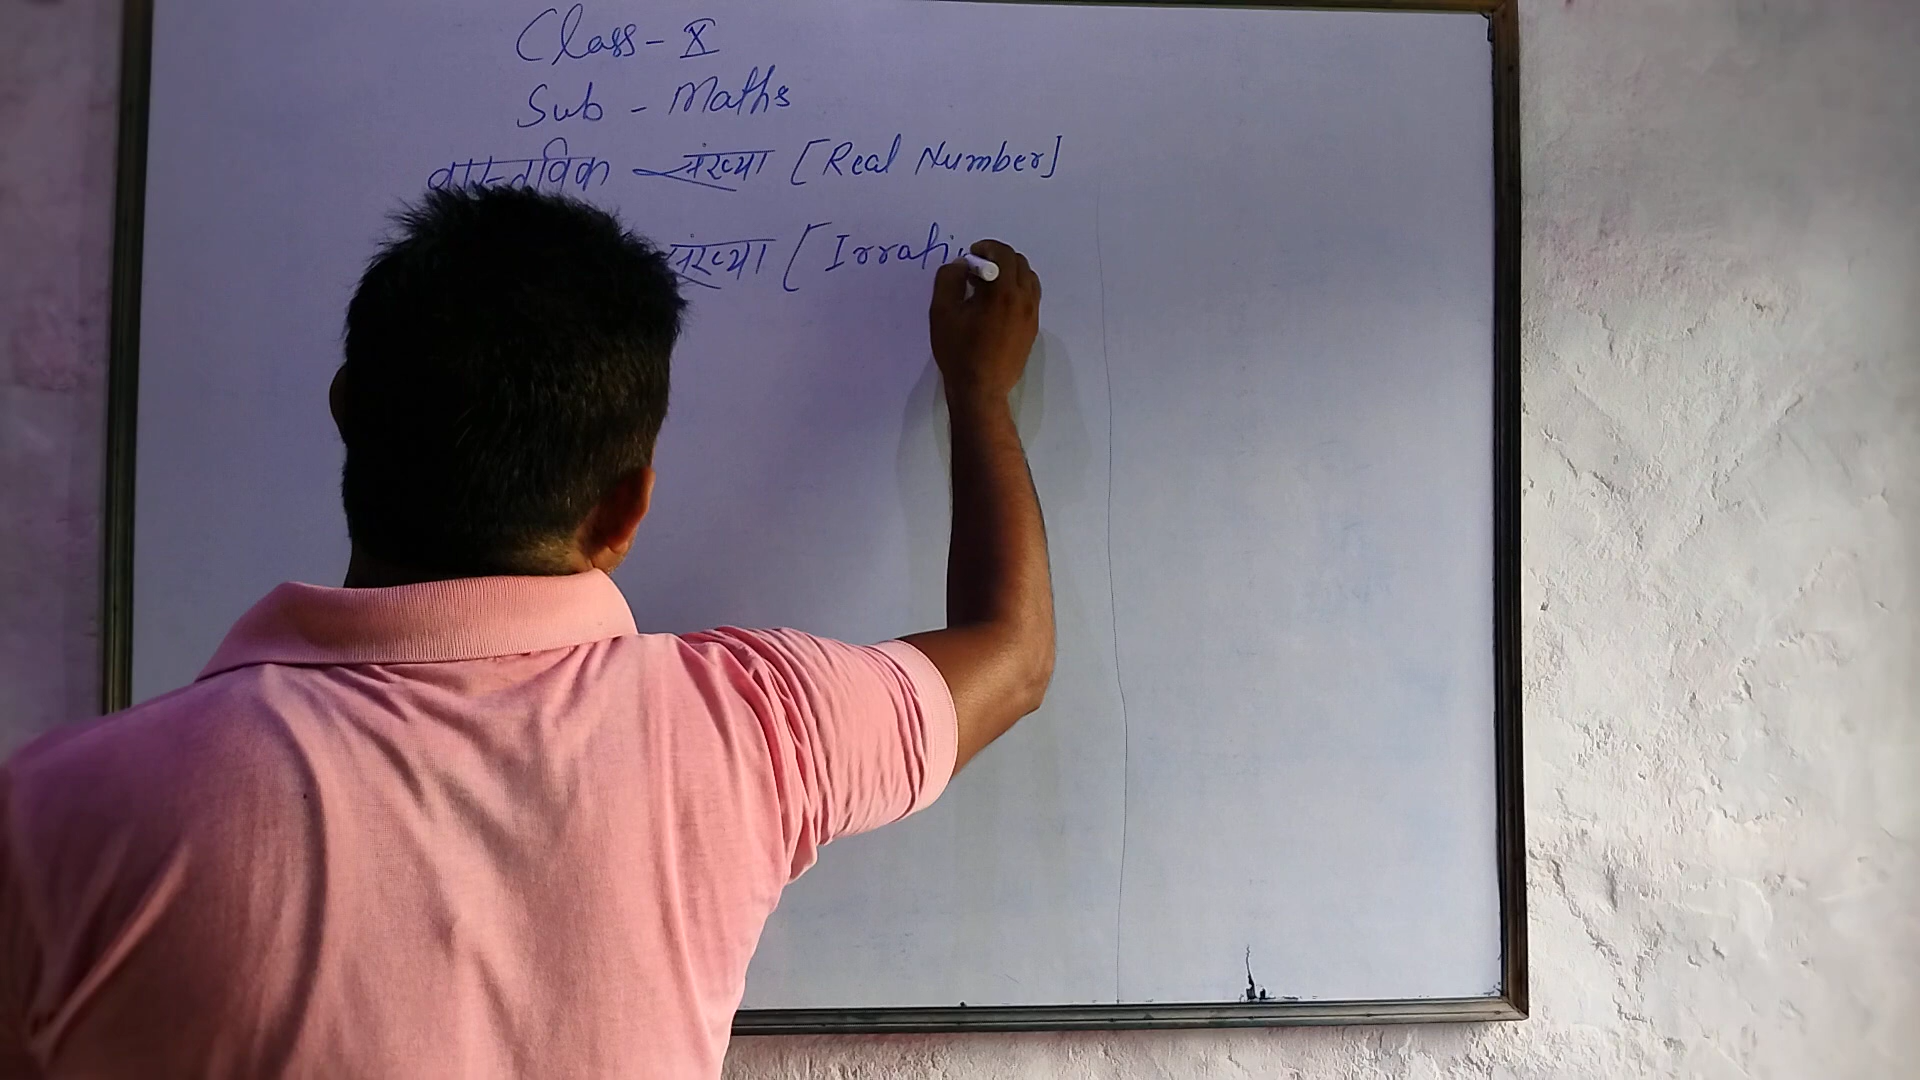 Class - X
Sub - Maths
वास्तविक संख्या [Real Number]
संख्या [Irrati